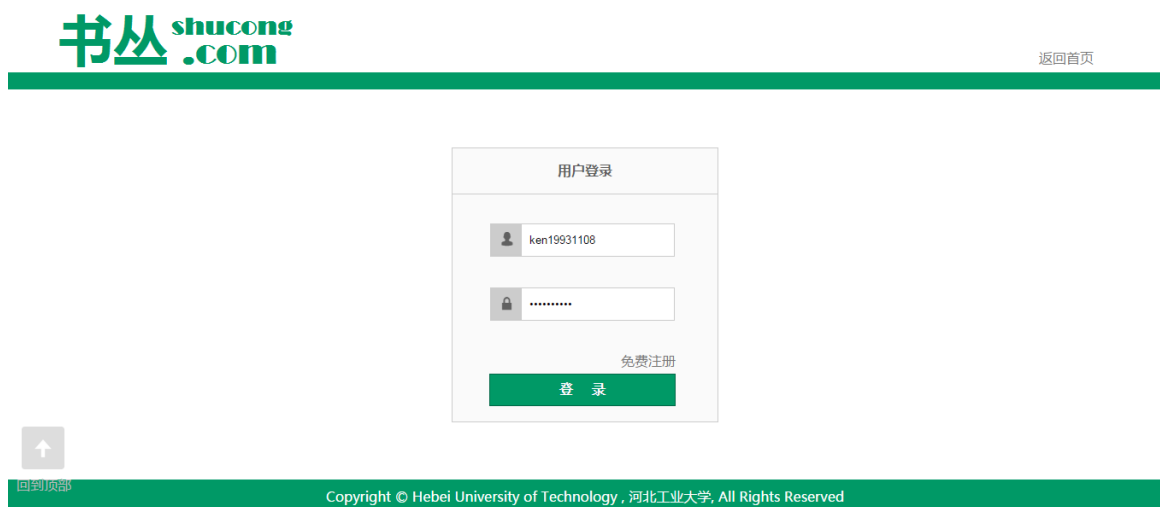 书丛 shucong
.com
返回首页
用户登录
ken19931108
••••••••••
免费注册
登 录
回到顶部
Copyright © Hebei University of Technology , 河北工业大学, All Rights Reserved